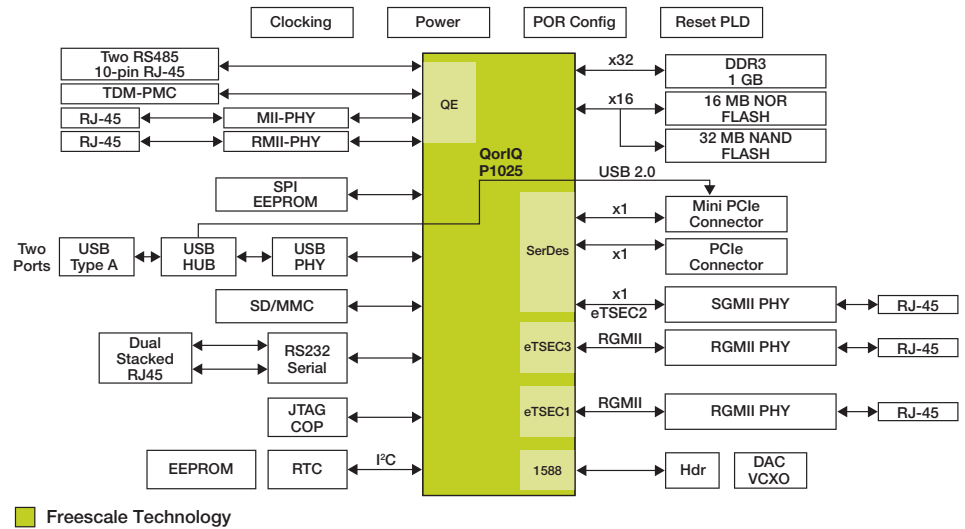 Clocking
Power
POR Config
Reset PLD
Two RS485
10-pin RJ-45
TDM-PMC
RJ-45
MII-PHY
RJ-45
RMII-PHY
QE
QorIQ
P1025
x32
DDR3
1 GB
x16
16 MB NOR
FLASH
32 MB NAND
FLASH
USB 2.0
SPI
EEPROM
Two
Ports
USB
Type A
USB
HUB
USB
PHY
SerDes
x1
Mini PCIe
Connector
x1
PCIe
Connector
SD/MMC
x1
eTSEC2
SGMII PHY
RJ-45
Dual
Stacked
RJ45
RS232
Serial
eTSEC3
RGMII
RGMII PHY
RJ-45
JTAG
COP
eTSEC1
RGMII
RGMII PHY
RJ-45
EEPROM
RTC
I²C
1588
Hdr
DAC
VCXO
Freescale Technology